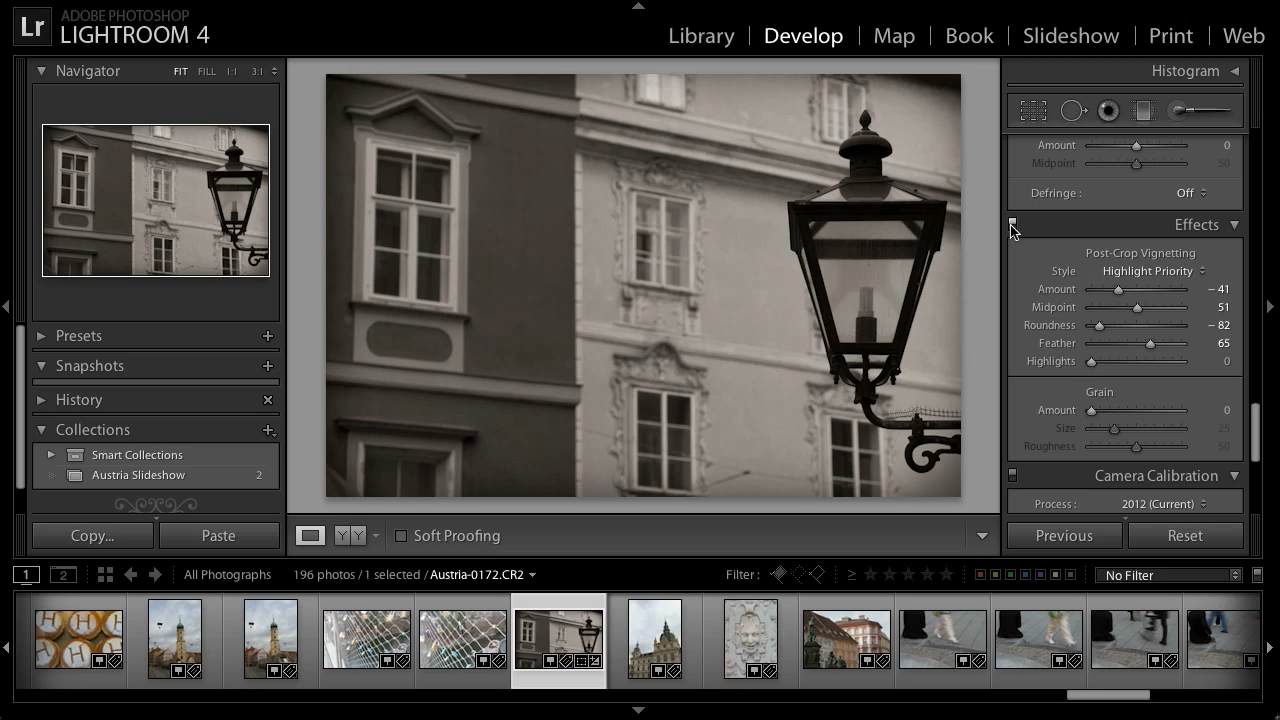 Lr
ADOBE PHOTOSHOP
LIGHTROOM 4
Library | Develop | Map | Book | Slideshow | Print | Web
Navigator FIT FILL 1:1 3:1
Presets
Snapshots
History
Collections
Smart Collections
Austria Slideshow 2
Copy... Paste
Y Y Soft Proofing
Histogram
Amount 0
Midpoint 50
Defringe : Off
Effects
Post-Crop Vignetting
Style Highlight Priority
Amount – 41
Midpoint 51
Roundness – 82
Feather 65
Highlights 0
Grain
Amount 0
Size 25
Roughness 50
Camera Calibration
Process : 2012 (Current)
Previous Reset
1 2 All Photographs 196 photos / 1 selected / Austria-0172.CR2 Filter : ≥ No Filter
H H
H H